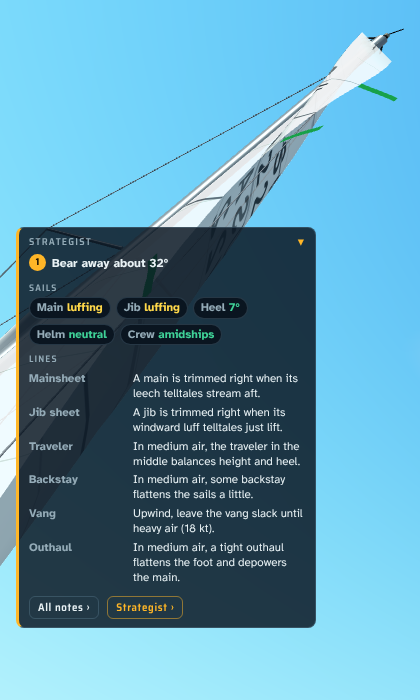 STRATEGIST ▼
1 Bear away about 32°
SAILS
Main luffing Jib luffing Heel 7°
Helm neutral Crew amidships
LINES
Mainsheet A main is trimmed right when its
leech telltales stream aft.
Jib sheet A jib is trimmed right when its
windward luff telltales just lift.
Traveler In medium air, the traveler in the
middle balances height and heel.
Backstay In medium air, some backstay
flattens the sails a little.
Vang Upwind, leave the vang slack until
heavy air (18 kt).
Outhaul In medium air, a tight outhaul
flattens the foot and depowers
the main.
All notes › Strategist ›